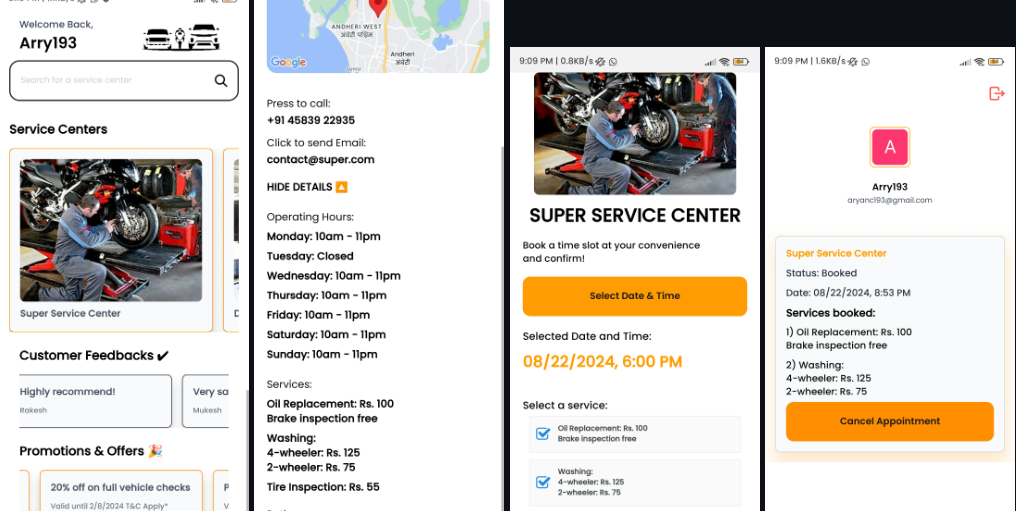 Welcome Back,
Arry193
Search for a service center
Service Centers
Super Service Center
D
Customer Feedbacks ✔
Highly recommend!
Rakesh
Very sa
Mukesh
Promotions & Offers 🎉
20% off on full vehicle checks
Valid until 2/8/2024 T&C Apply*
P
V
ANDHERI WEST
अंधेरी पश्चिम
Andheri
अंधेरी
Google
Press to call:
+91 45839 22935
Click to send Email:
contact@super.com
HIDE DETAILS 🔼
Operating Hours:
Monday: 10am - 11pm
Tuesday: Closed
Wednesday: 10am - 11pm
Thursday: 10am - 11pm
Friday: 10am - 11pm
Saturday: 10am - 11pm
Sunday: 10am - 11pm
Services:
Oil Replacement: Rs. 100
Brake inspection free
Washing:
4-wheeler: Rs. 125
2-wheeler: Rs. 75
Tire Inspection: Rs. 55
9:09 PM | 0.8KB/s
SUPER SERVICE CENTER
Book a time slot at your convenience
and confirm!
Select Date & Time
Selected Date and Time:
08/22/2024, 6:00 PM
Select a service:
Oil Replacement: Rs. 100
Brake inspection free
Washing:
4-wheeler: Rs. 125
2-wheeler: Rs. 75
9:09 PM | 1.6KB/s
A
Arry193
aryanc193@gmail.com
Super Service Center
Status: Booked
Date: 08/22/2024, 8:53 PM
Services booked:
1) Oil Replacement: Rs. 100
Brake inspection free
2) Washing:
4-wheeler: Rs. 125
2-wheeler: Rs. 75
Cancel Appointment